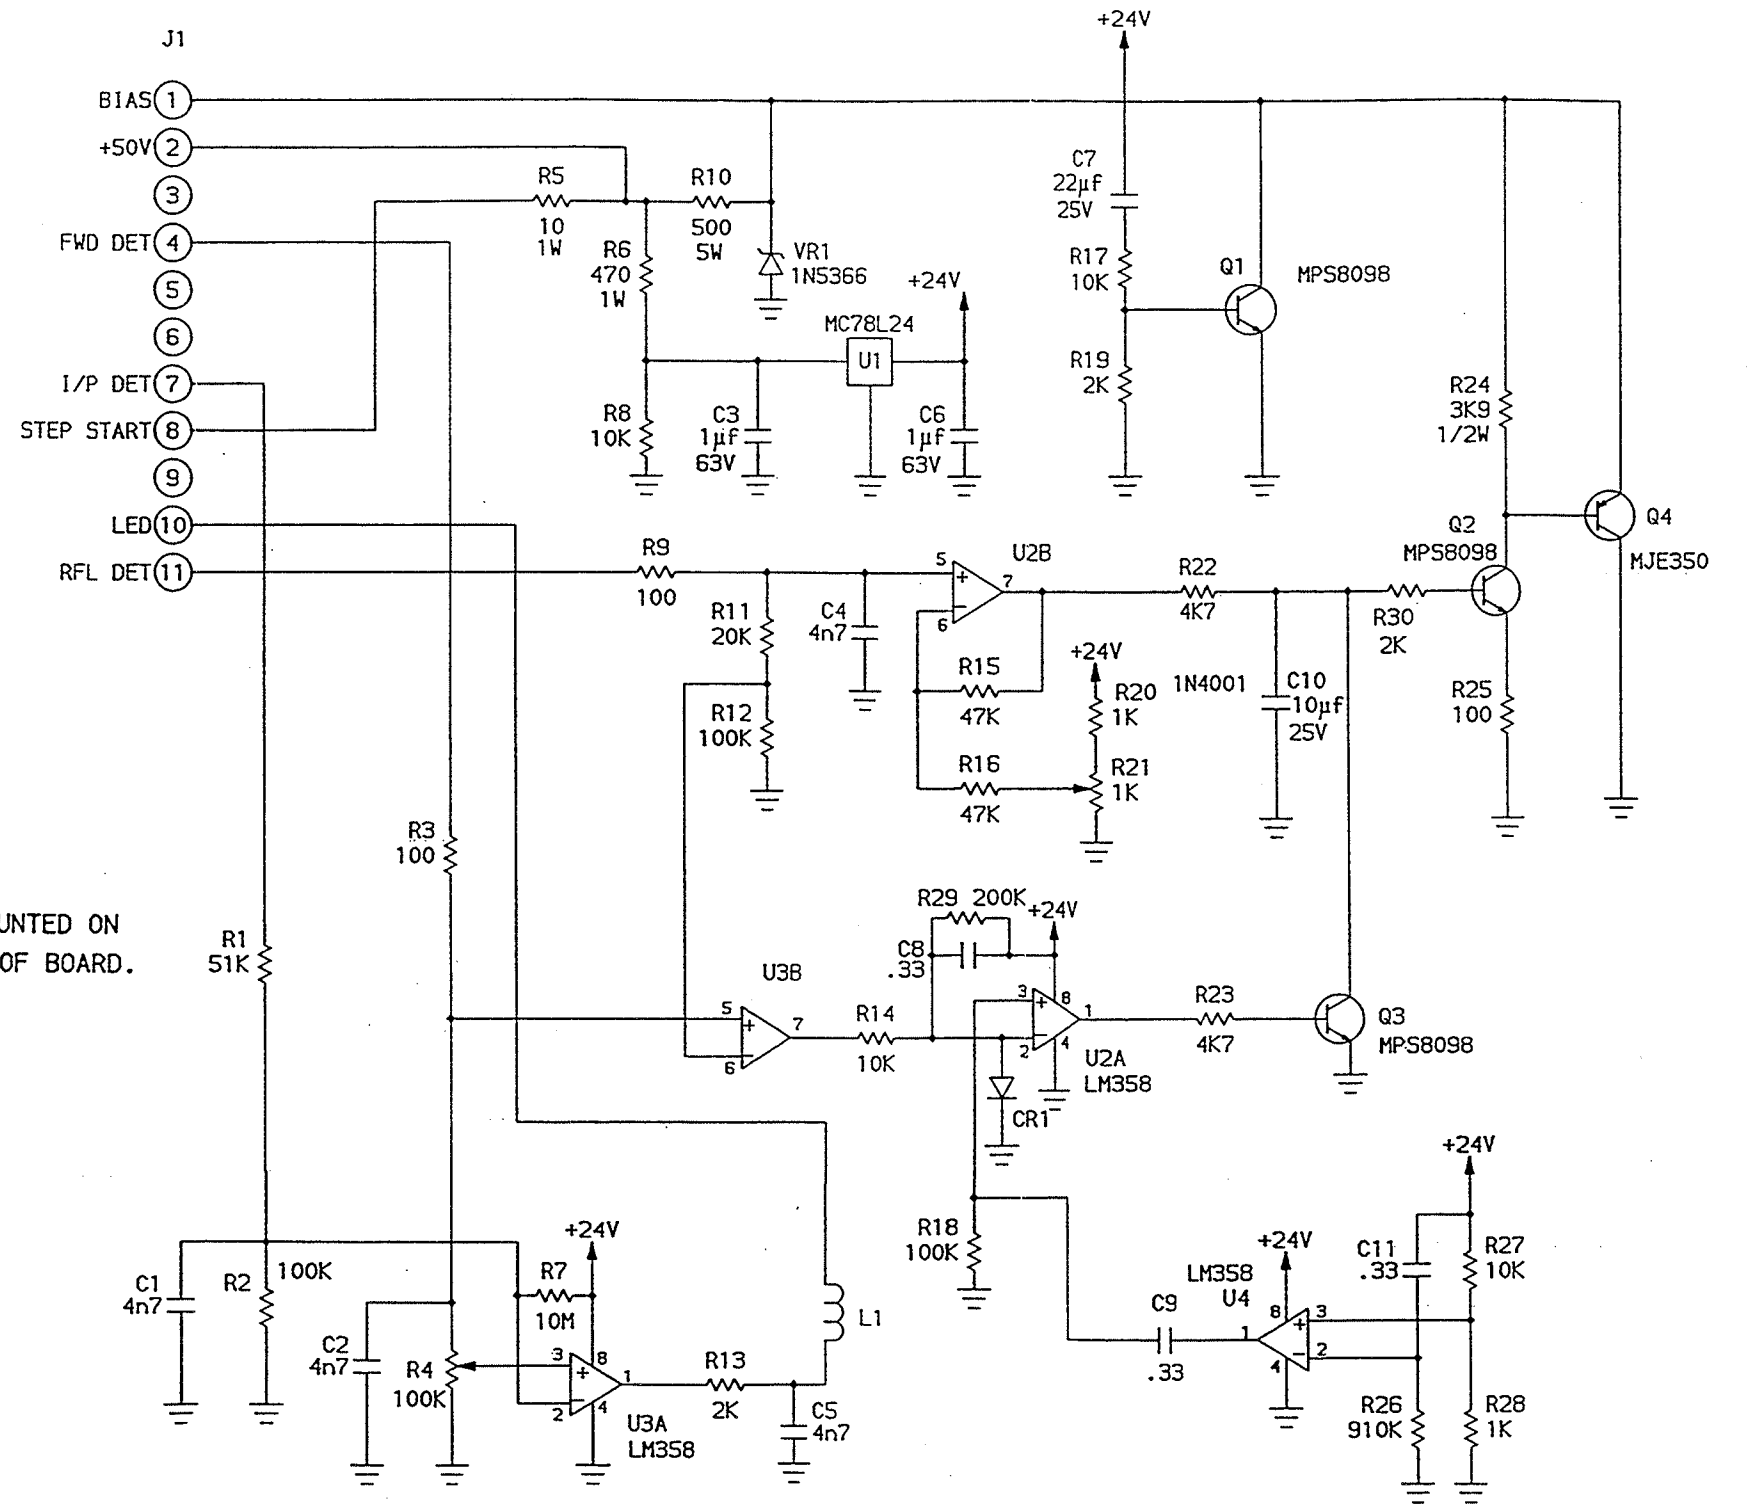 J1
BIAS 1
+50V 2
3
FWD DET 4
5
6
I/P DET 7
STEP START 8
9
LED 10
RFL DET 11
R5
10
1W
R10
500
5W
R6
470
1W
VR1
1N5366
+24V
MC78L24
U1
R8
10K
C3
1µf
63V
C6
1µf
63V
+24V
C7
22µf
25V
R17
10K
R19
2K
Q1
MPS8098
R24
3K9
1/2W
Q2
MPS8098
Q4
MJE350
R9
100
R11
20K
R12
100K
C4
4n7
5
6
7
U2B
R15
47K
R16
47K
+24V
R20
1K
R21
1K
R22
4K7
1N4001
C10
10µf
25V
R30
2K
R25
100
R3
100
UNTED ON
OF BOARD.
R1
51K
U3B
5
6
7
R14
10K
R29 200K
+24V
C8
.33
3
8
1
2
4
U2A
LM358
CR1
R23
4K7
Q3
MPS8098
R18
100K
C1
4n7
R2
100K
C2
4n7
R4
100K
+24V
R7
10M
3
8
1
2
4
U3A
LM358
R13
2K
C5
4n7
L1
C9
.33
+24V
LM358
U4
8
3
1
2
4
+24V
C11
.33
R27
10K
R26
910K
R28
1K